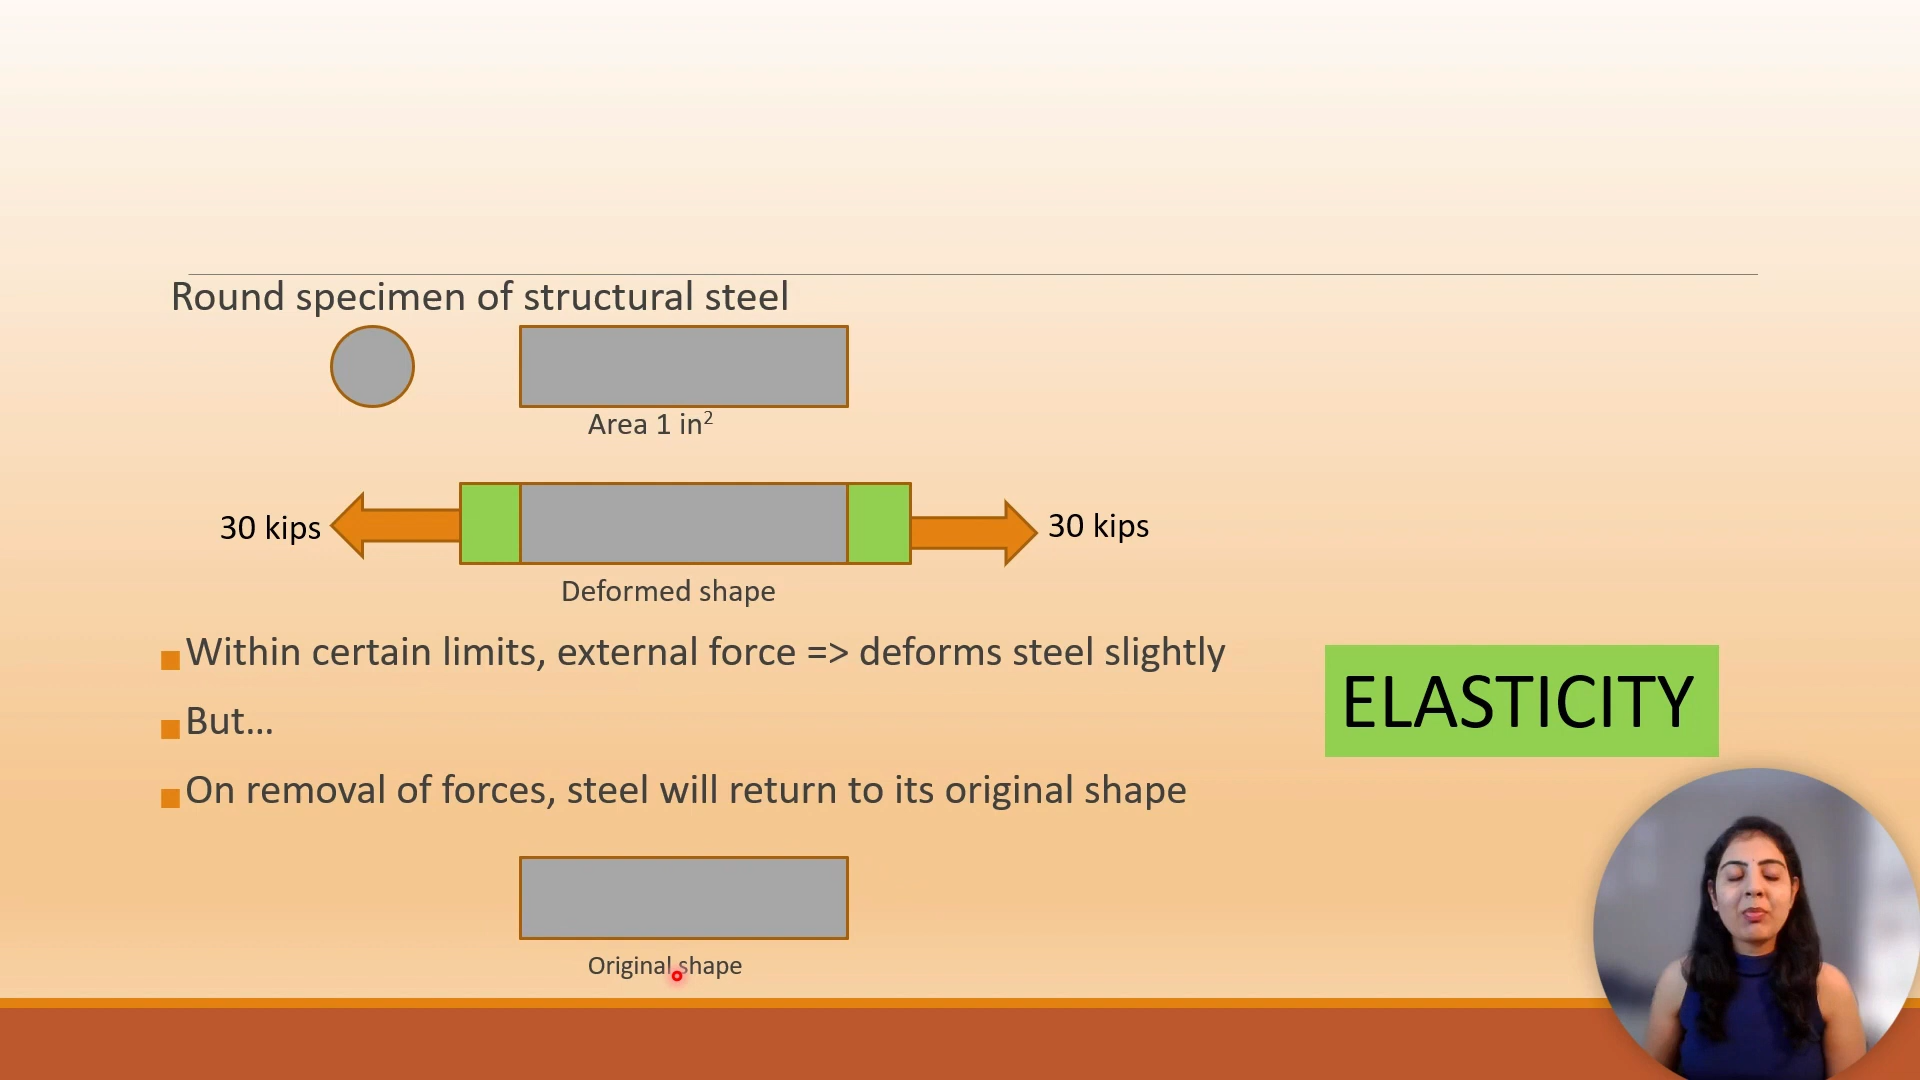 Round specimen of structural steel
Area 1 in²
30 kips
30 kips
Deformed shape
Within certain limits, external force => deforms steel slightly
But...
On removal of forces, steel will return to its original shape
ELASTICITY
Original shape